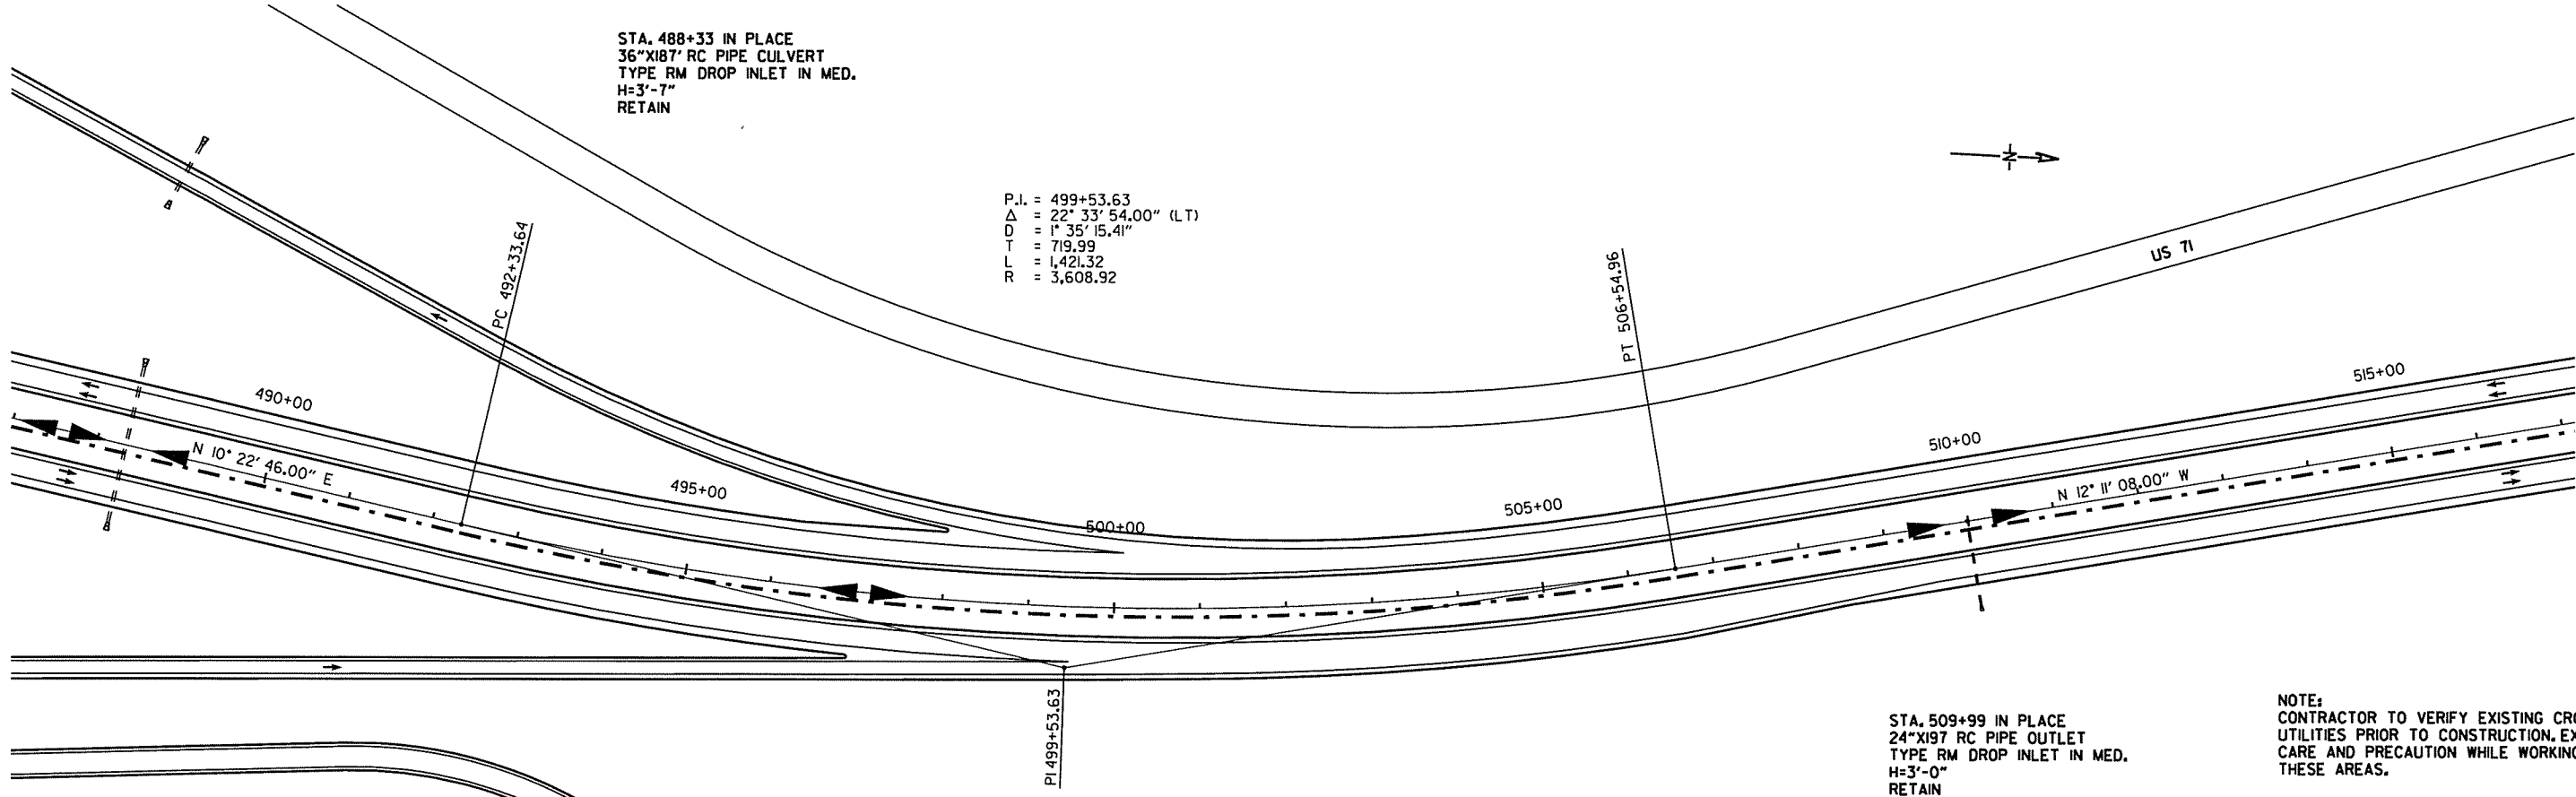 STA. 488+33 IN PLACE
36"X187' RC PIPE CULVERT
TYPE RM DROP INLET IN MED.
H=3'-7"
RETAIN
P.I. = 499+53.63
Δ = 22° 33' 54.00" (LT)
D = 1° 35' 15.41"
T = 719.99
L = 1,421.32
R = 3,608.92
N
US 71
PC 492+33.64
PT 506+54.96
490+00
495+00
500+00
505+00
510+00
515+00
N 10° 22' 46.00" E
N 12° 11' 08.00" W
PI 499+53.63
STA. 509+99 IN PLACE
24"X197 RC PIPE OUTLET
TYPE RM DROP INLET IN MED.
H=3'-0"
RETAIN
NOTE:
CONTRACTOR TO VERIFY EXISTING
UTILITIES PRIOR TO CONSTRUCTION.
CARE AND PRECAUTION WHILE WORKING
THESE AREAS.